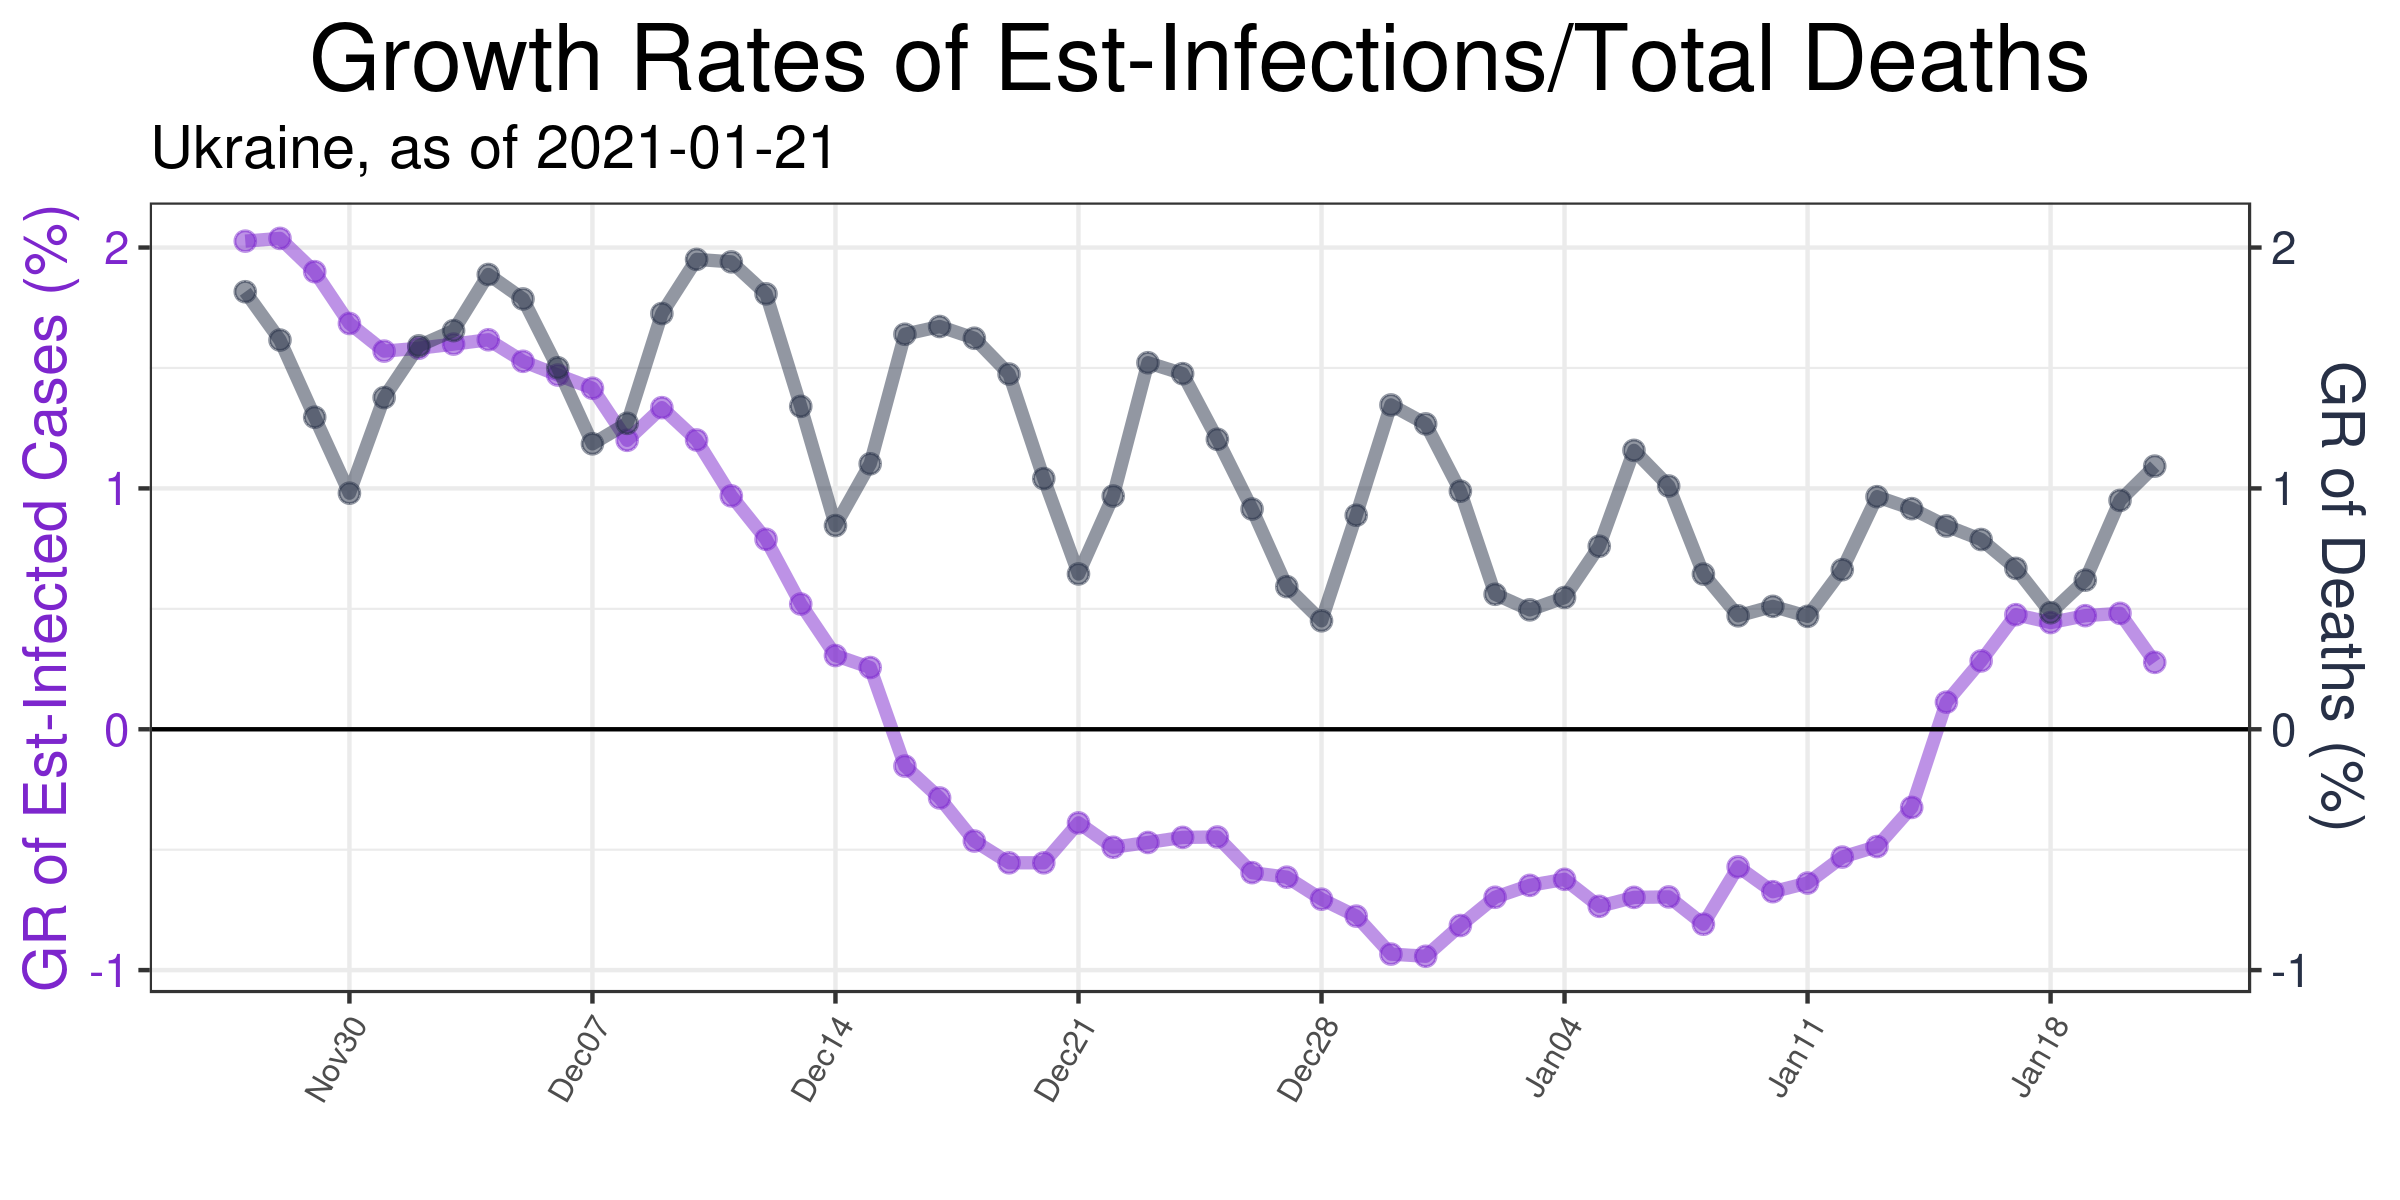 Growth Rates of Est-Infections/Total Deaths
Ukraine, as of 2021-01-21
GR of Est-Infected Cases (%)
2
1
0
-1
2
1
0
-1
GR of Deaths (%)
Nov30
Dec07
Dec14
Dec21
Dec28
Jan04
Jan11
Jan18